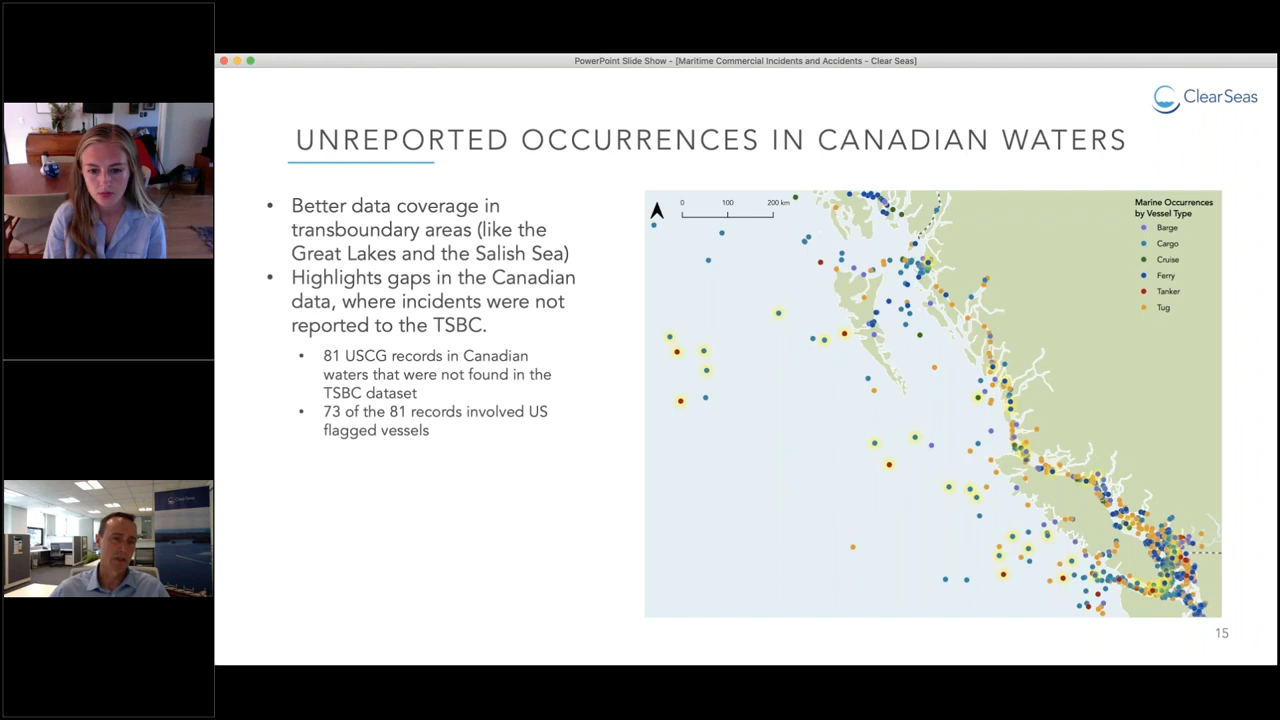 PowerPoint Slide Show - [Maritime Commercial Incidents and Accidents - Clear Seas]
ClearSeas
UNREPORTED OCCURRENCES IN CANADIAN WATERS
• Better data coverage in
transboundary areas (like the
Great Lakes and the Salish Sea)
• Highlights gaps in the Canadian
data, where incidents were not
reported to the TSBC.
• 81 USCG records in Canadian
waters that were not found in the
TSBC dataset
• 73 of the 81 records involved US
flagged vessels
0 100 200 km
Marine Occurrences
by Vessel Type
Barge
Cargo
Cruise
Ferry
Tanker
Tug
15
ClearSeas